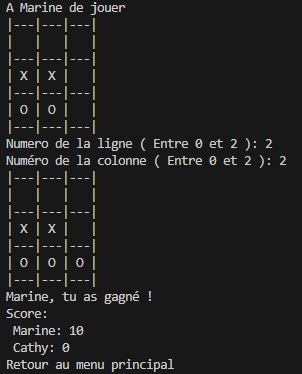 A Marine de jouer
|---|---|---|
|   |   |   |
|---|---|---|
| X | X |   |
|---|---|---|
| O | O |   |
|---|---|---|
Numero de la ligne ( Entre 0 et 2 ): 2
Numéro de la colonne ( Entre 0 et 2 ): 2
|---|---|---|
|   |   |   |
|---|---|---|
| X | X |   |
|---|---|---|
| O | O | O |
|---|---|---|
Marine, tu as gagné !
Score:
 Marine: 10
 Cathy: 0
Retour au menu principal